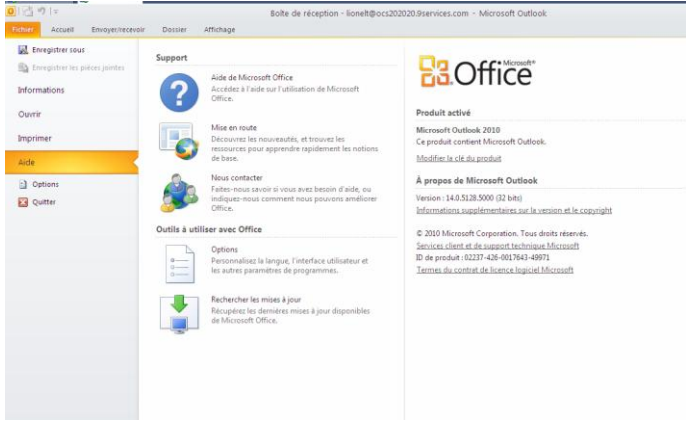 Boîte de réception - lionelt@ocs202020.9services.com - Microsoft Outlook
Fichier Accueil Envoyer/recevoir Dossier Affichage
Enregistrer sous
Enregistrer les pièces jointes
Informations
Ouvrir
Imprimer
Aide
Options
Quitter
Support
Aide de Microsoft Office
Accédez à l'aide sur l'utilisation de Microsoft
Office.
Mise en route
Découvrez les nouveautés, et trouvez les
ressources pour apprendre rapidement les notions
de base.
Nous contacter
Faites-nous savoir si vous avez besoin d'aide, ou
indiquez-nous comment nous pouvons améliorer
Office.
Outils à utiliser avec Office
Options
Personnalisez la langue, l'interface utilisateur et
les autres paramètres de programmes.
Rechercher les mises à jour
Récupérez les dernières mises à jour disponibles
de Microsoft Office.
Microsoft®
Office
Produit activé
Microsoft Outlook 2010
Ce produit contient Microsoft Outlook.
Modifier la clé du produit
À propos de Microsoft Outlook
Version : 14.0.5128.5000 (32 bits)
Informations supplémentaires sur la version et le copyright
© 2010 Microsoft Corporation. Tous droits réservés.
Services client et de support technique Microsoft
ID de produit : 02237-426-0017643-49971
Termes du contrat de licence logiciel Microsoft